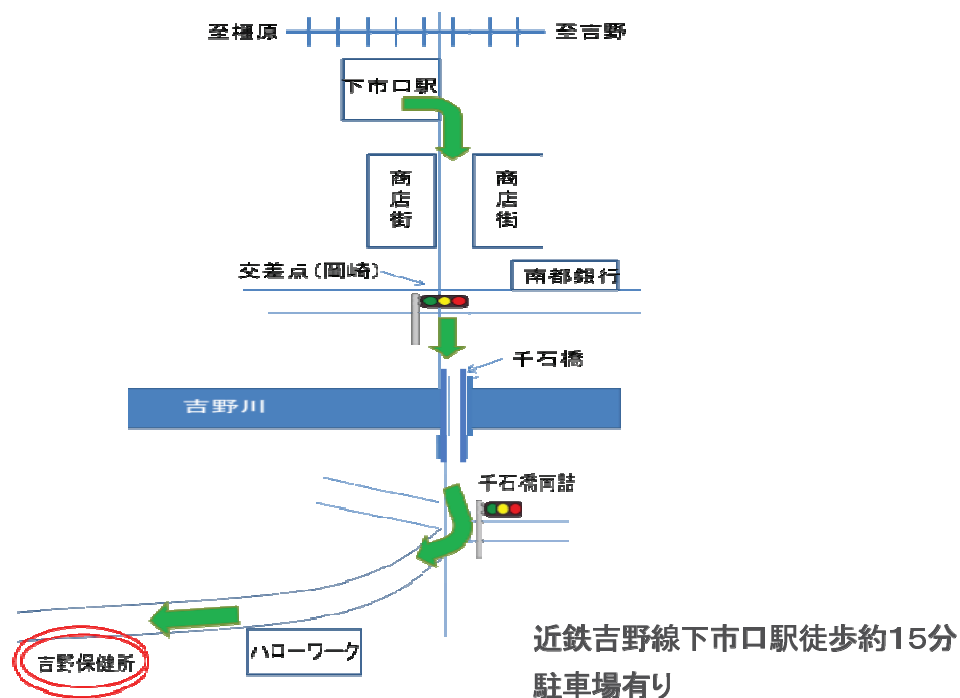 至橿原
至吉野
下市口駅
商店街
商店街
交差点(岡崎)
南都銀行
千石橋
吉野川
千石橋南詰
ハローワーク
吉野保健所
近鉄吉野線下市口駅徒歩約15分
駐車場有り